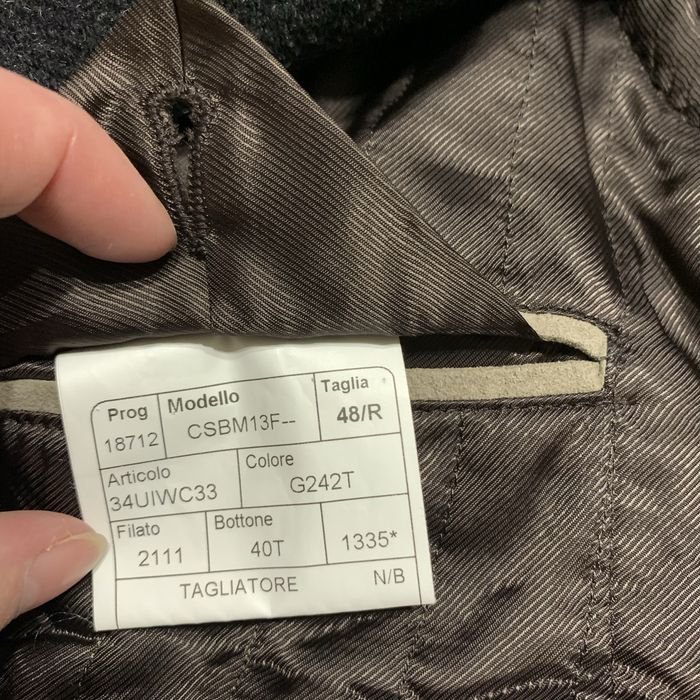 Prog Modello Taglia
18712 CSBM13F-- 48/R
Articolo Colore
34UIWC33 G242T
Filato Bottone
2111 40T 1335*
TAGLIATORE N/B